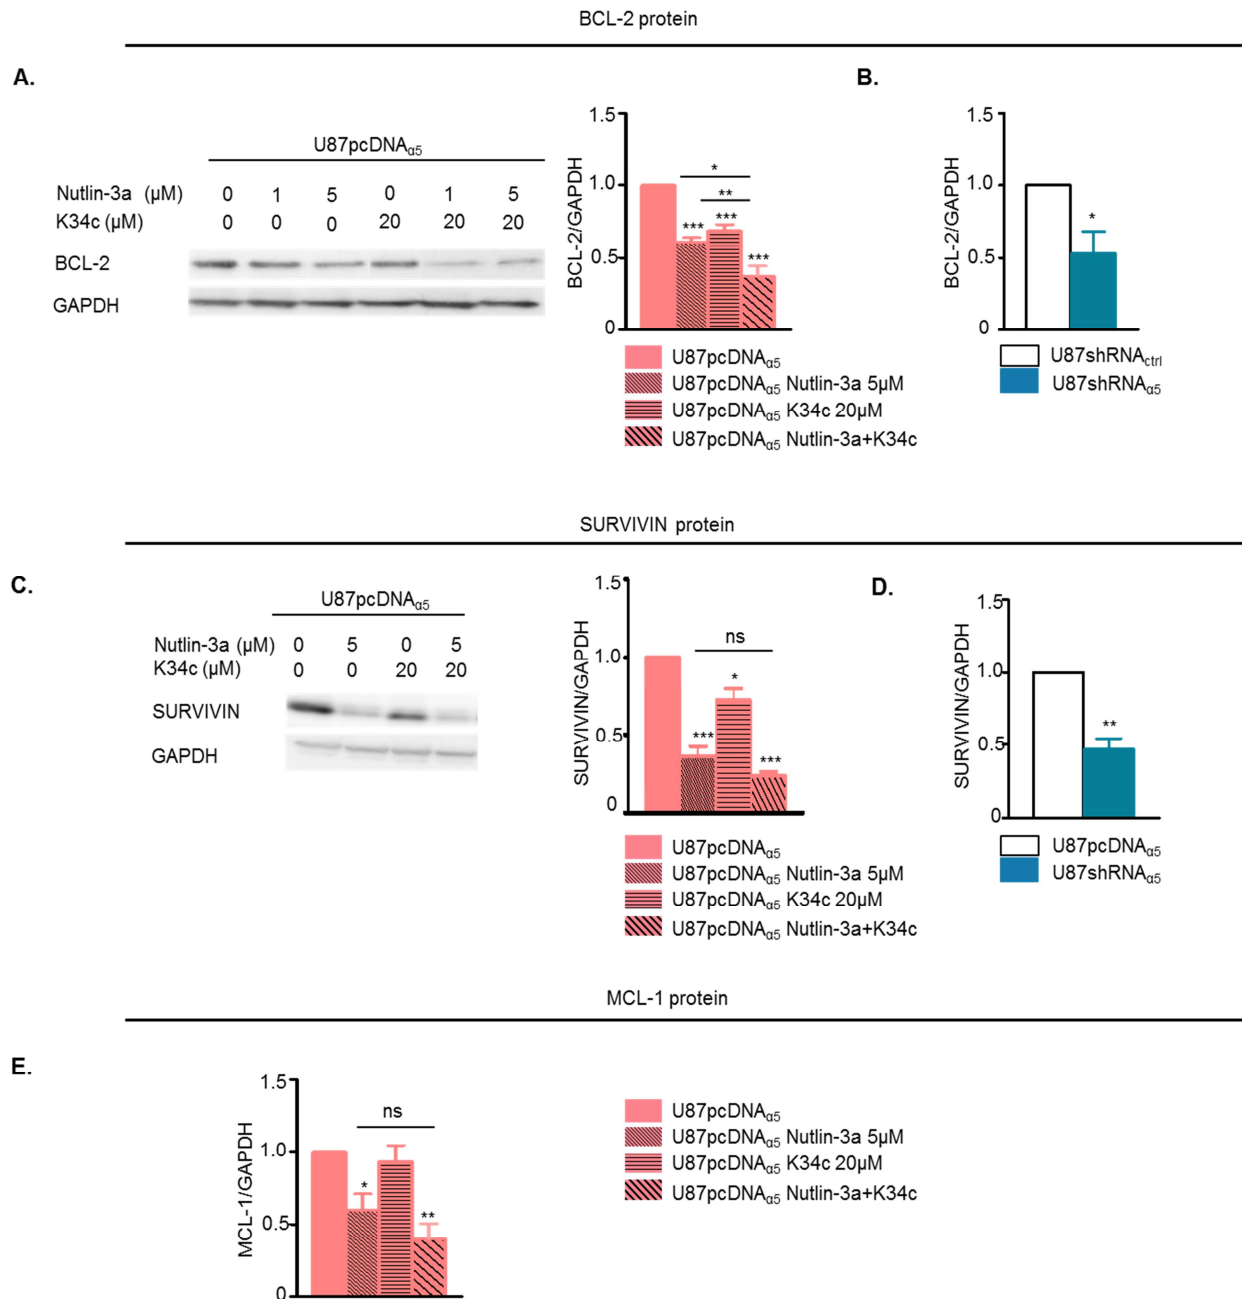 BCL-2 protein
A.
U87pcDNAα5
Nutlin-3a (µM) 0 1 5 0 1 5
K34c (µM) 0 0 0 20 20 20
BCL-2
GAPDH
BCL-2/GAPDH
1.5
1.0
0.5
0
*
**
***
***
***
U87pcDNAα5
U87pcDNAα5 Nutlin-3a 5µM
U87pcDNAα5 K34c 20µM
U87pcDNAα5 Nutlin-3a+K34c
B.
BCL-2/GAPDH
1.5
1.0
0.5
0
*
U87shRNActrl
U87shRNAα5
SURVIVIN protein
C.
U87pcDNAα5
Nutlin-3a (µM) 0 5 0 5
K34c (µM) 0 0 20 20
SURVIVIN
GAPDH
SURVIVIN/GAPDH
1.5
1.0
0.5
0
ns
***
*
***
U87pcDNAα5
U87pcDNAα5 Nutlin-3a 5µM
U87pcDNAα5 K34c 20µM
U87pcDNAα5 Nutlin-3a+K34c
D.
SURVIVIN/GAPDH
1.5
1.0
0.5
0
**
U87pcDNAα5
U87shRNAα5
MCL-1 protein
E.
MCL-1/GAPDH
1.5
1.0
0.5
0
ns
*
**
U87pcDNAα5
U87pcDNAα5 Nutlin-3a 5µM
U87pcDNAα5 K34c 20µM
U87pcDNAα5 Nutlin-3a+K34c